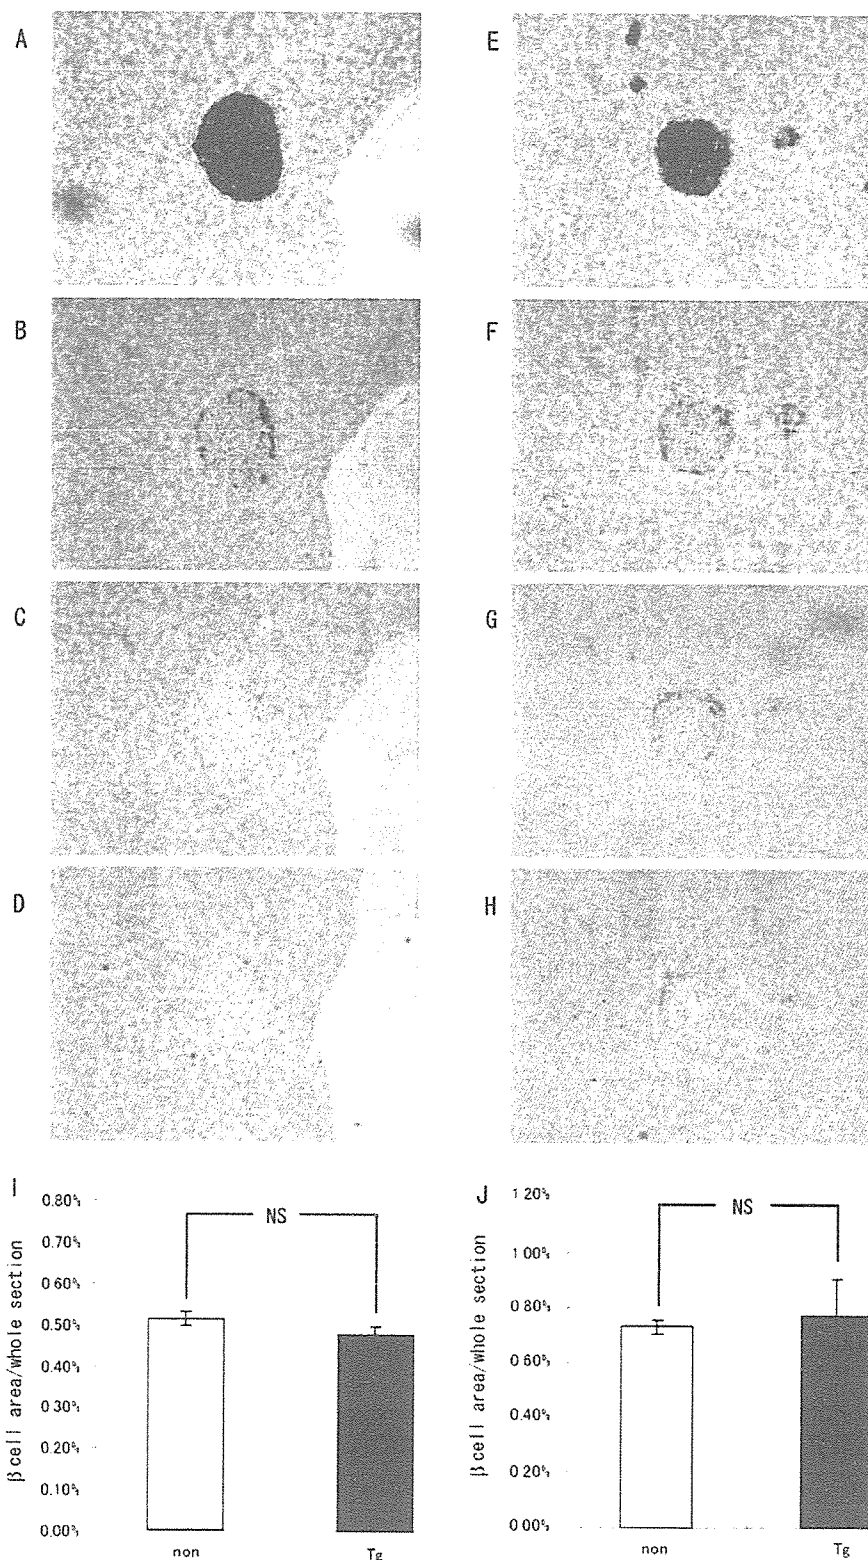 A
E
B
F
C
G
D
H
I
0.80%
0.70%
0.60%
0.50%
0.40%
0.30%
0.20%
0.10%
0.00%
β cell area/whole section
NS
non
Tg
J
1 20%
1 00%
0 80%
0 60%
0 40%
0 20%
0 00%
β cell area/whole section
NS
non
Tg